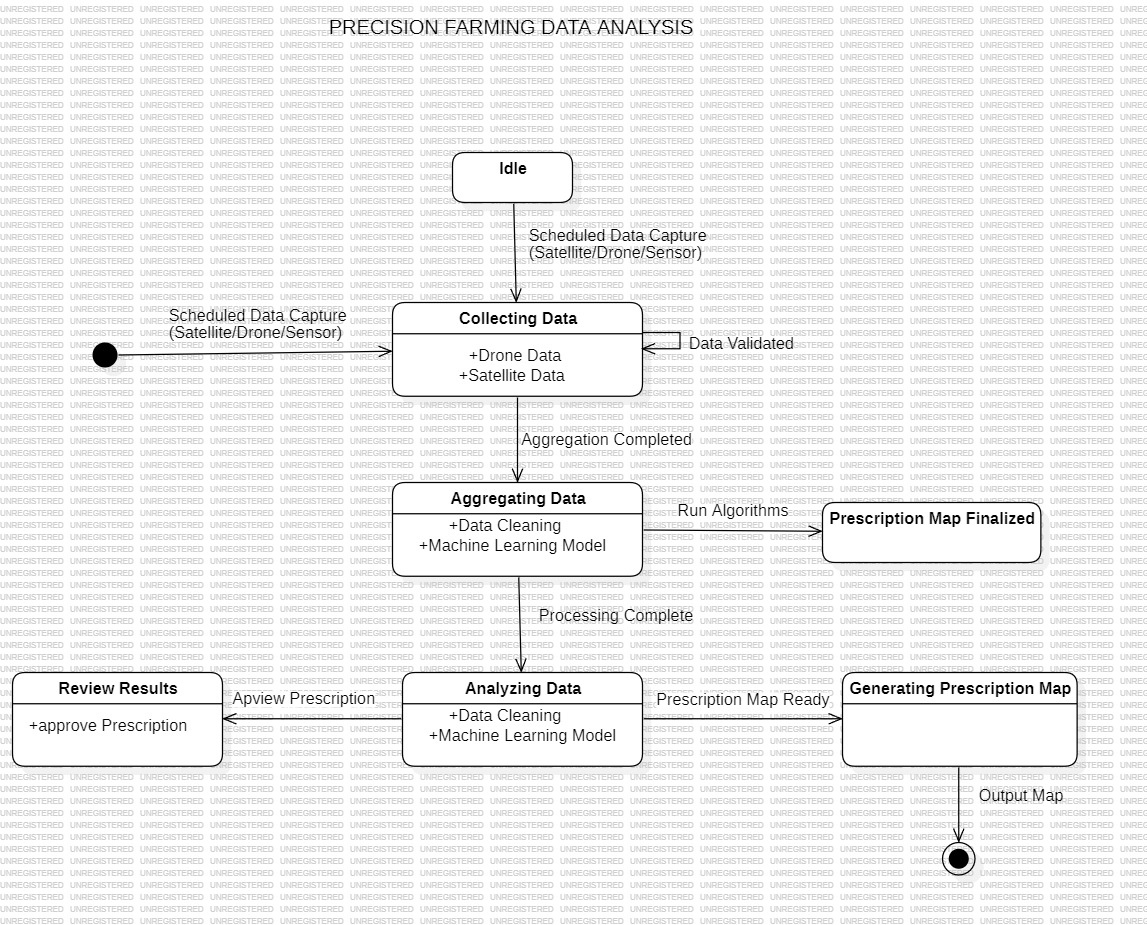 PRECISION FARMING DATA ANALYSIS
Idle
Scheduled Data Capture
(Satellite/Drone/Sensor)
Scheduled Data Capture
(Satellite/Drone/Sensor)
Collecting Data
+Drone Data
+Satellite Data
Data Validated
Aggregation Completed
Aggregating Data
+Data Cleaning
+Machine Learning Model
Run Algorithms
Prescription Map Finalized
Processing Complete
Review Results
+approve Prescription
Apview Prescription
Analyzing Data
+Data Cleaning
+Machine Learning Model
Prescription Map Ready
Generating Prescription Map
Output Map
UNREGISTERED